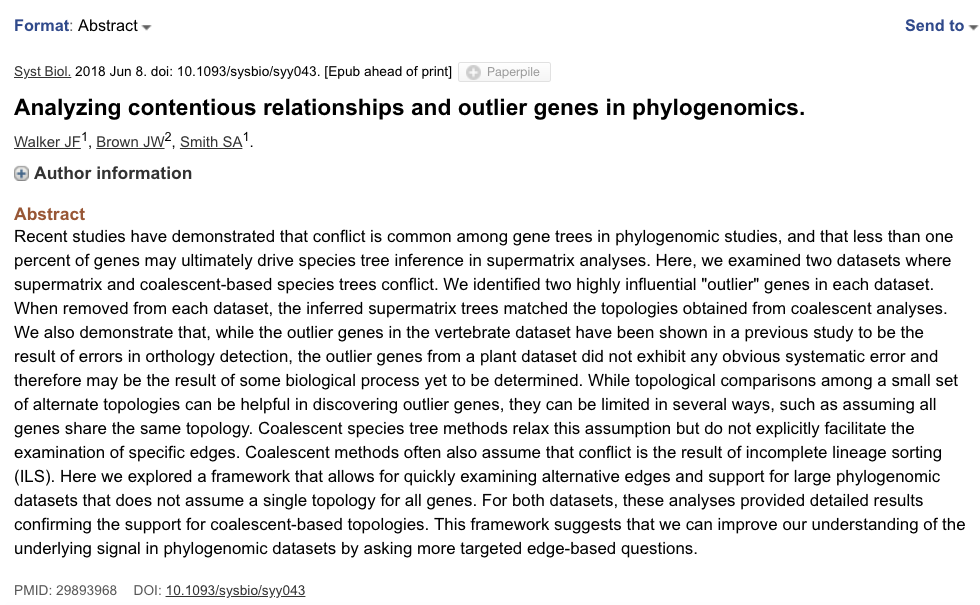 Format: Abstract
Send to
Syst Biol. 2018 Jun 8. doi: 10.1093/sysbio/syy043. [Epub ahead of print] Paperpile
Analyzing contentious relationships and outlier genes in phylogenomics.
Walker JF1, Brown JW2, Smith SA1.
Author information
Abstract
Recent studies have demonstrated that conflict is common among gene trees in phylogenomic studies, and that less than one
percent of genes may ultimately drive species tree inference in supermatrix analyses. Here, we examined two datasets where
supermatrix and coalescent-based species trees conflict. We identified two highly influential "outlier" genes in each dataset.
When removed from each dataset, the inferred supermatrix trees matched the topologies obtained from coalescent analyses.
We also demonstrate that, while the outlier genes in the vertebrate dataset have been shown in a previous study to be the
result of errors in orthology detection, the outlier genes from a plant dataset did not exhibit any obvious systematic error and
therefore may be the result of some biological process yet to be determined. While topological comparisons among a small set
of alternate topologies can be helpful in discovering outlier genes, they can be limited in several ways, such as assuming all
genes share the same topology. Coalescent species tree methods relax this assumption but do not explicitly facilitate the
examination of specific edges. Coalescent methods often also assume that conflict is the result of incomplete lineage sorting
(ILS). Here we explored a framework that allows for quickly examining alternative edges and support for large phylogenomic
datasets that does not assume a single topology for all genes. For both datasets, these analyses provided detailed results
confirming the support for coalescent-based topologies. This framework suggests that we can improve our understanding of the
underlying signal in phylogenomic datasets by asking more targeted edge-based questions.
PMID: 29893968 DOI: 10.1093/sysbio/syy043